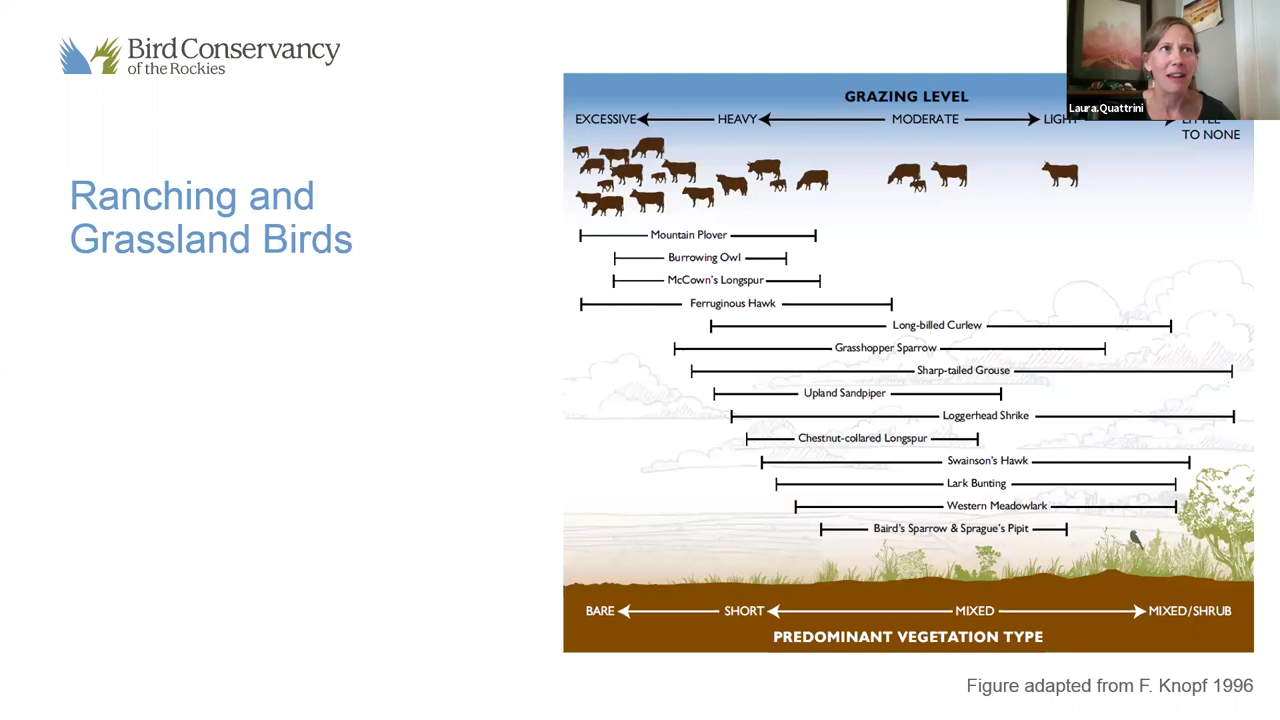 Bird Conservancy
of the Rockies
Laura.Quattrini
Ranching and
Grassland Birds
GRAZING LEVEL
EXCESSIVE HEAVY MODERATE LIGHT
TO NONE
Mountain Plover
Burrowing Owl
McCown's Longspur
Ferruginous Hawk
Long-billed Curlew
Grasshopper Sparrow
Sharp-tailed Grouse
Upland Sandpiper
Loggerhead Shrike
Chestnut-collared Longspur
Swainson's Hawk
Lark Bunting
Western Meadowlark
Baird's Sparrow & Sprague's Pipit
BARE SHORT MIXED MIXED/SHRUB
PREDOMINANT VEGETATION TYPE
Figure adapted from F. Knopf 1996